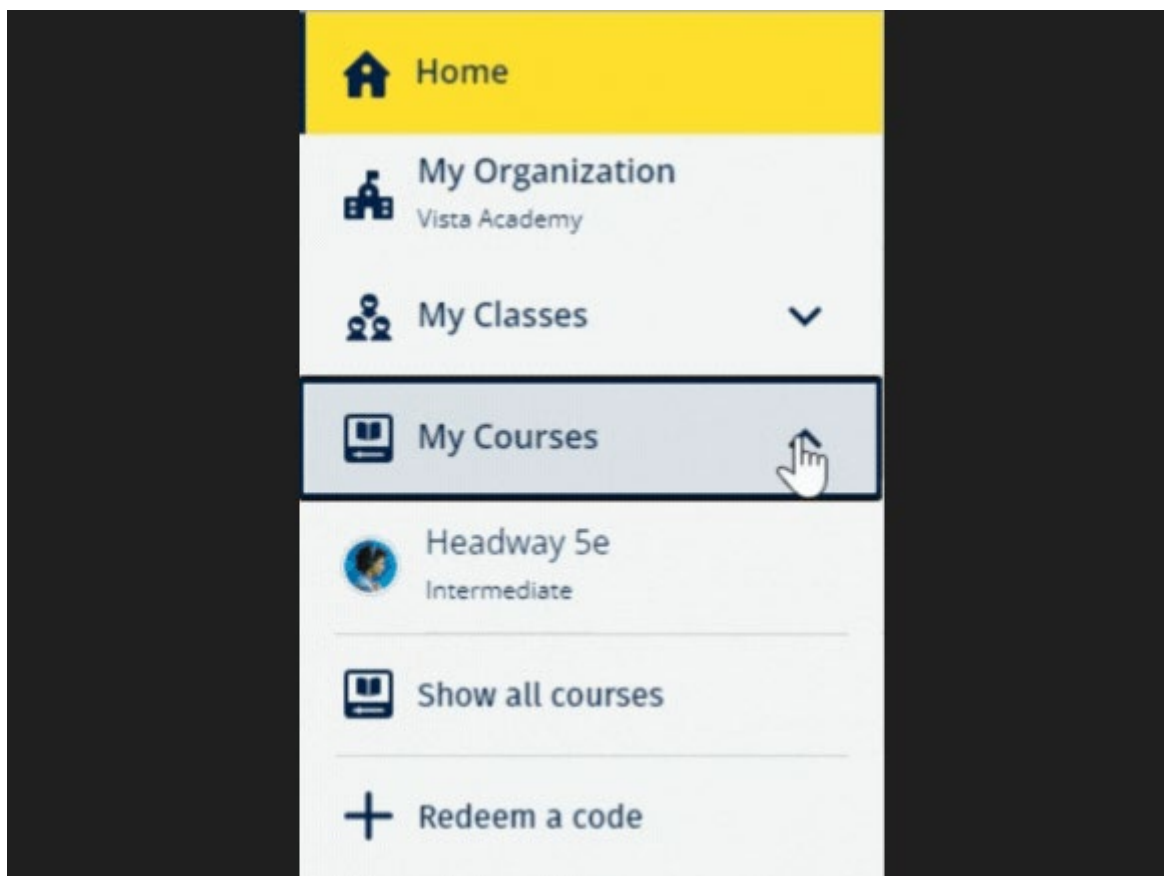 Home
My Organization
Vista Academy
My Classes
My Courses
Headway 5e
Intermediate
Show all courses
Redeem a code